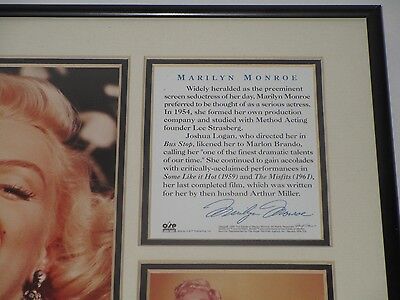 MARILYN MONROE
Widely heralded as the preeminent
screen seductress of her day, Marilyn Monroe
preferred to be thought of as a serious actress.
In 1954, she formed her own production
company and studied with Method Acting
founder Lee Strasberg.
Joshua Logan, who directed her in
Bus Stop, likened her to Marlon Brando,
calling her "one of the finest dramatic talents
of our time." She continued to gain accolades
with critically-acclaimed performances in
Some Like it Hot (1959) and The Misfits (1961),
her last completed film, which was written for
her by then husband Arthur Miller.
Marilyn Monroe